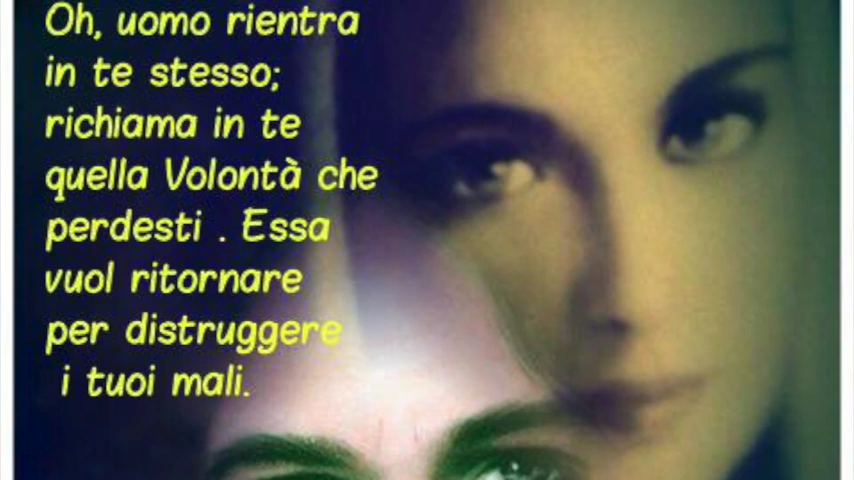 Oh, uomo rientra
in te stesso;
richiama in te
quella Volontà che
perdesti . Essa
vuol ritornare
per distruggere
i tuoi mali.